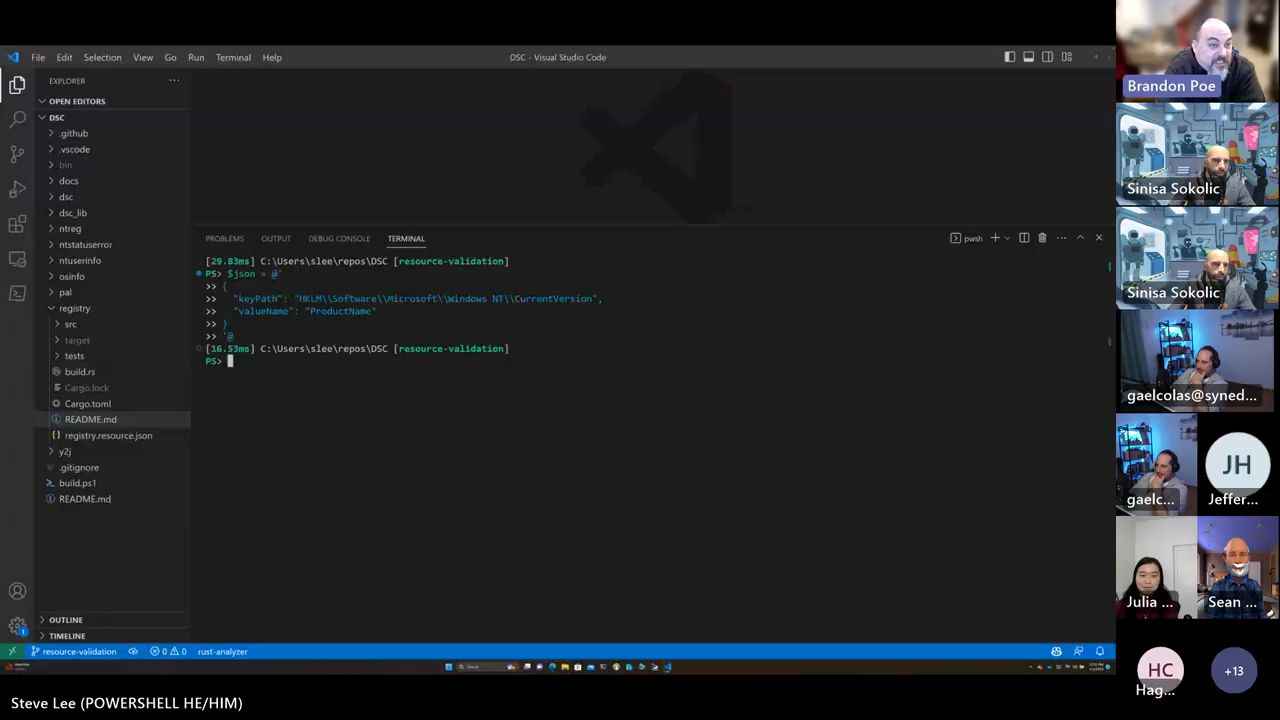 File Edit Selection View Go Run Terminal Help
DSC - Visual Studio Code
EXPLORER ...
OPEN EDITORS
DSC
.github
.vscode
bin
docs
dsc
dsc_lib
ntreg
ntstatuserror
ntuserinfo
osinfo
pal
registry
src
target
tests
build.rs
Cargo.lock
Cargo.toml
README.md
registry.resource.json
y2j
.gitignore
build.ps1
README.md
OUTLINE
TIMELINE
PROBLEMS OUTPUT DEBUG CONSOLE TERMINAL
pwsh
[29.83ms] C:\Users\slee\repos\DSC [resource-validation]
PS> $json = @'
>> {
>> "keyPath": "HKLM\\Software\\Microsoft\\Windows NT\\CurrentVersion",
>> "valueName": "ProductName"
>> }
>> '@
[16.53ms] C:\Users\slee\repos\DSC [resource-validation]
PS>
1
resource-validation 0 0 rust-analyzer
Search
Steve Lee (POWERSHELL HE/HIM)
Brandon Poe
Sinisa Sokolic
Sinisa Sokolic
gaelcolas@syned...
gaelc...
JH
Jeffer...
Julia ...
Sean ...
HC
Hag...
+13